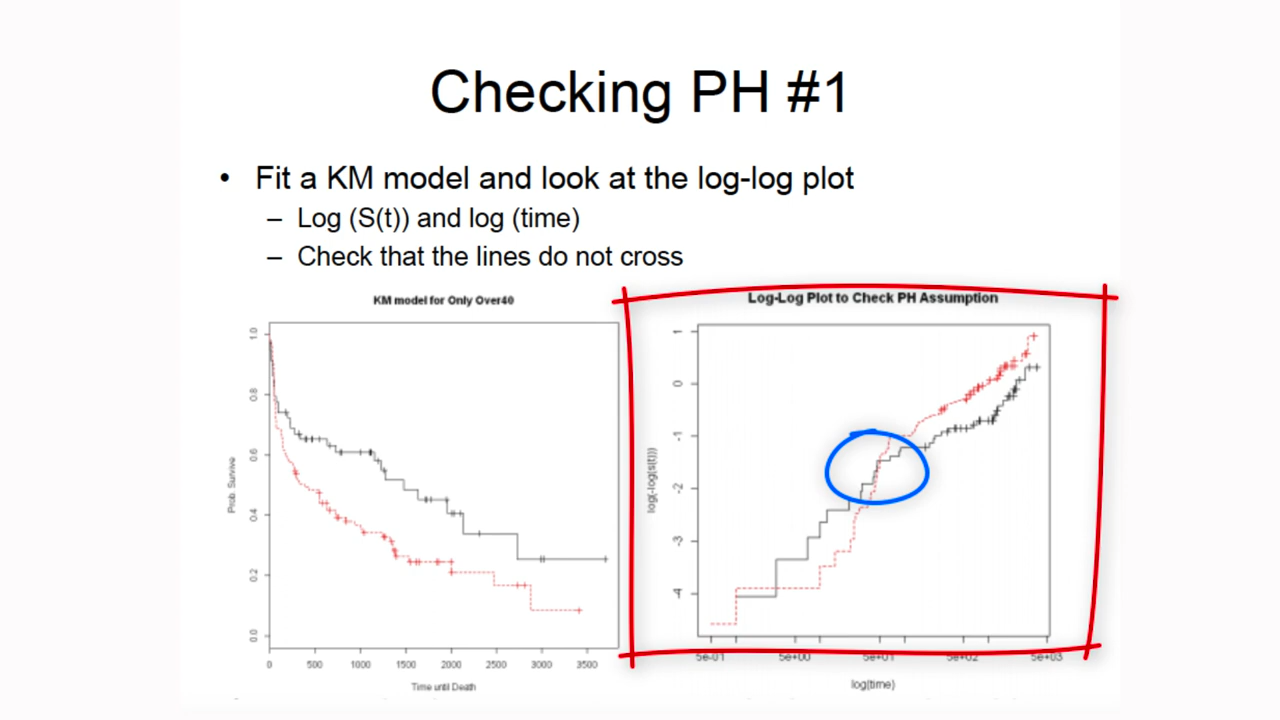 Checking PH #1
• Fit a KM model and look at the log-log plot
– Log (S(t)) and log (time)
– Check that the lines do not cross
KM model for Only Over40
Prob. Survive
1.0
0.8
0.6
0.4
0.2
0.0
0 500 1000 1500 2000 2500 3000 3500
Time until Death
Log-Log Plot to Check PH Assumption
log(-log(s(t)))
1
0
-1
-2
-3
-4
5e-01 5e+00 5e+01 5e+02 5e+03
log(time)